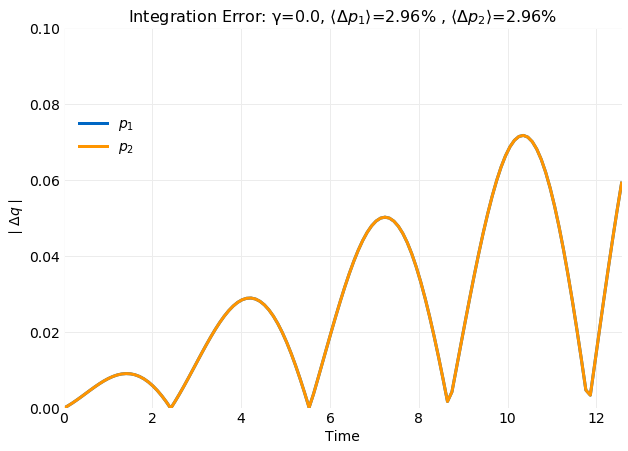 Integration Error: γ=0.0, ⟨Δp₁⟩=2.96% , ⟨Δp₂⟩=2.96%
0.10
0.08
p₁
p₂
0.06
| Δq |
0.04
0.02
0.00
0 2 4 6 8 10 12
Time